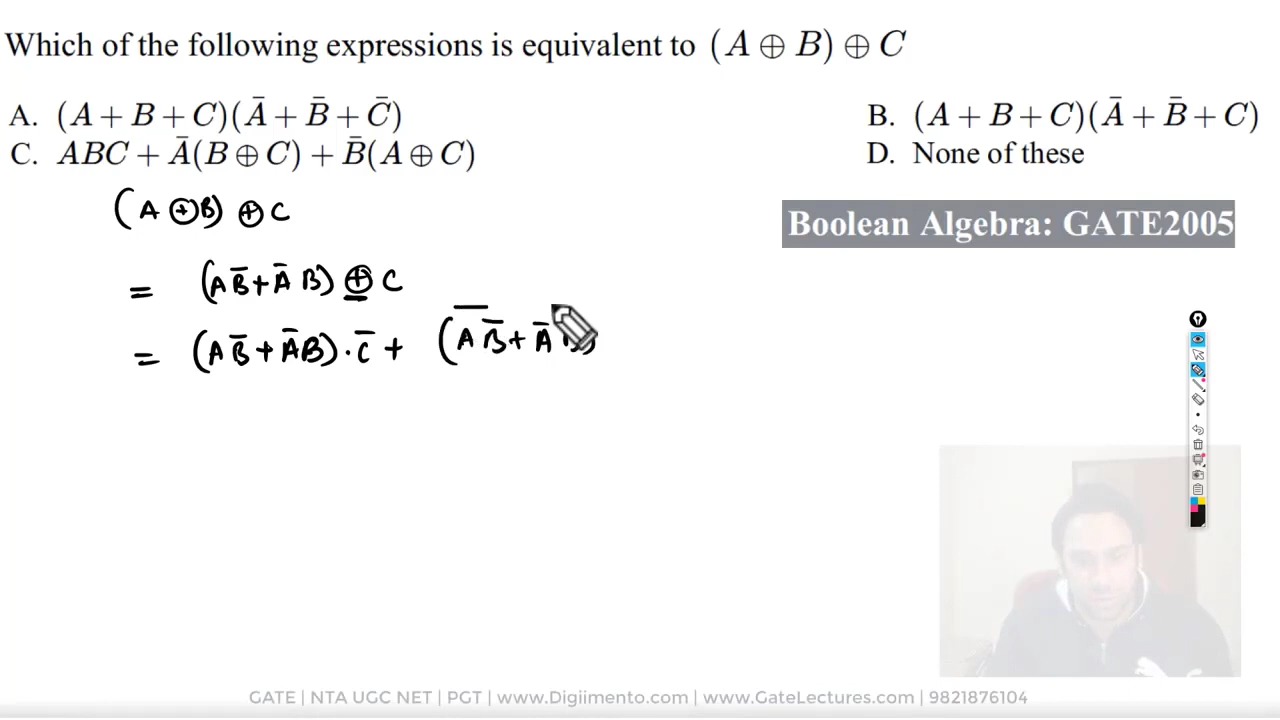 Which of the following expressions is equivalent to (A ⊕ B) ⊕ C
A. (A + B + C)(Ā + B̄ + C̄)
B. (A + B + C)(Ā + B̄ + C)
C. ABC + Ā(B ⊕ C) + B̄(A ⊕ C)
D. None of these
(A ⊕ B) ⊕ C
Boolean Algebra: GATE2005
= (AB̄ + ĀB) ⊕ C
= (AB̄ + ĀB) · C̄ + (AB̄ + Ā
GATE | NTA UGC NET | PGT | www.Digiimento.com | www.GateLectures.com | 9821876104